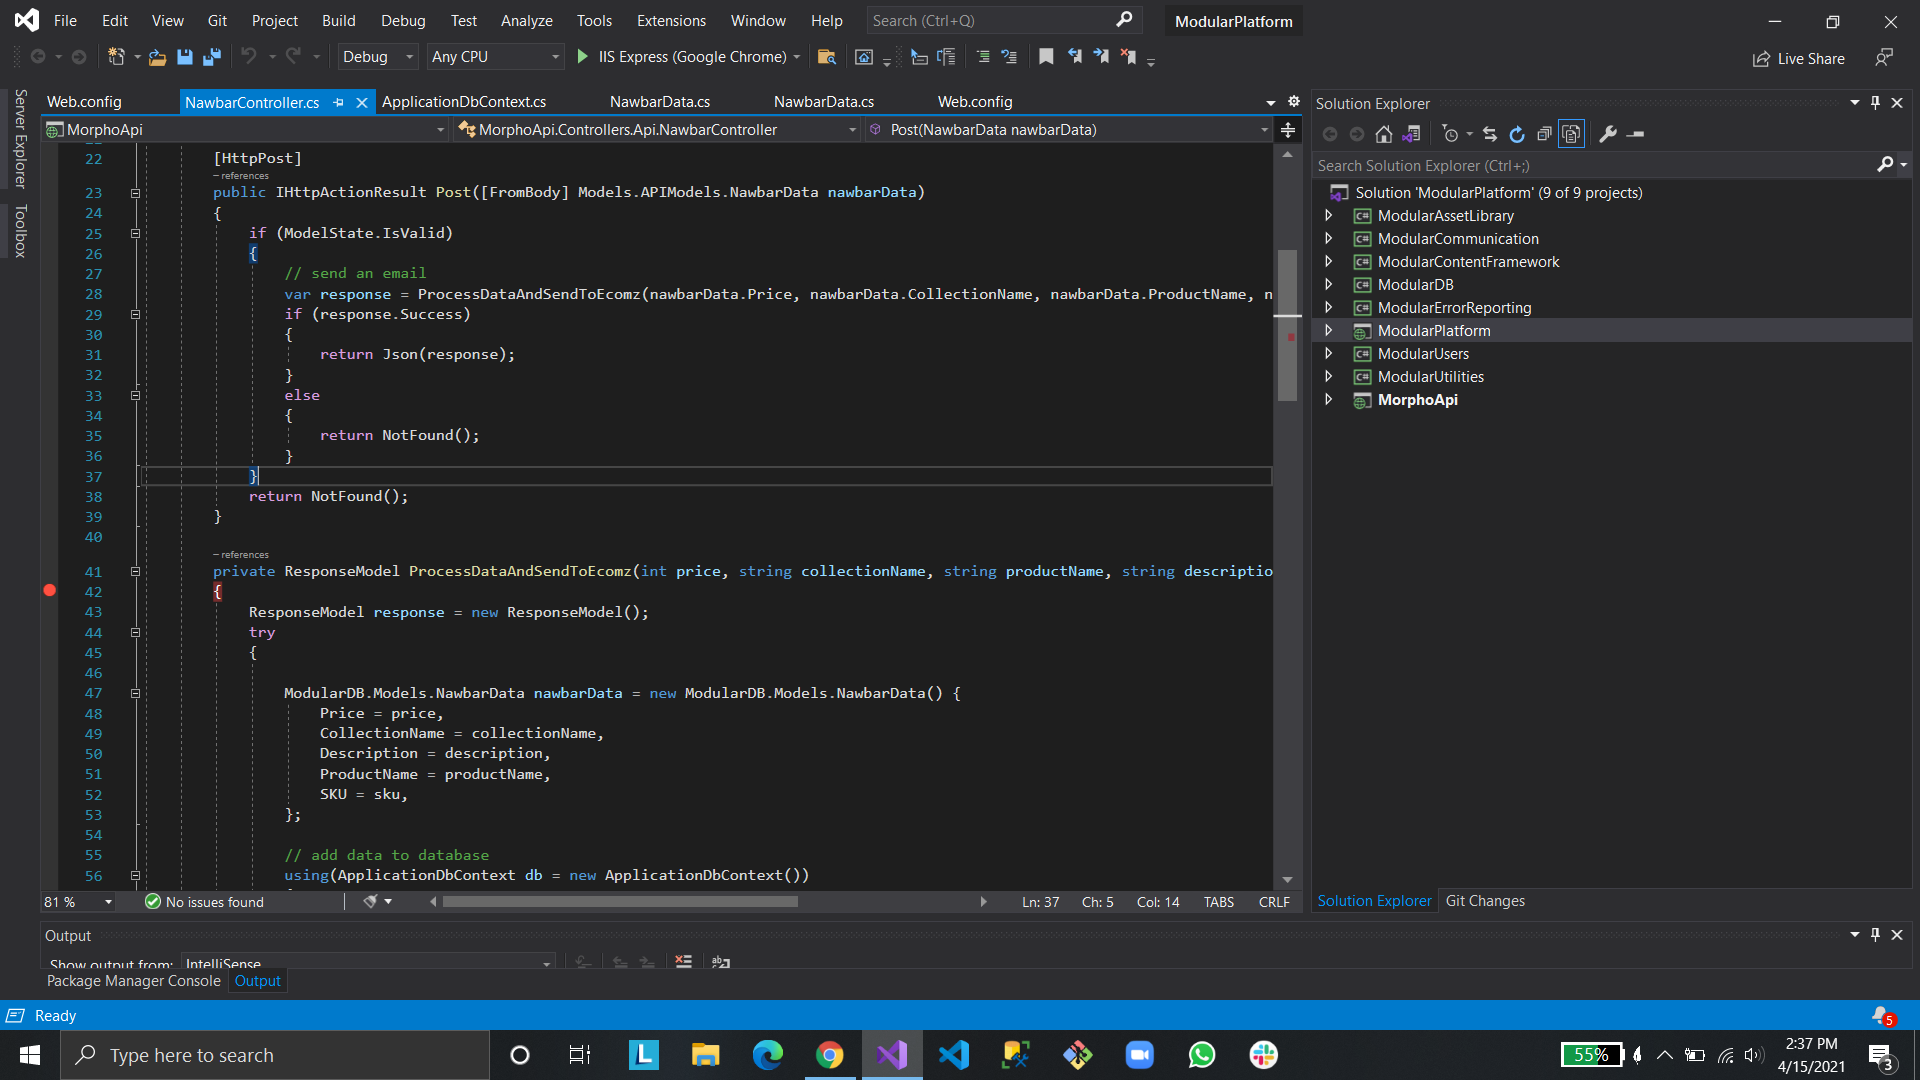 File Edit View Git Project Build Debug Test Analyze Tools Extensions Window Help Search (Ctrl+Q) ModularPlatform
Debug Any CPU IIS Express (Google Chrome) Live Share
Server Explorer
Toolbox
Web.config NawbarController.cs ApplicationDbContext.cs NawbarData.cs NawbarData.cs Web.config
MorphoApi MorphoApi.Controllers.Api.NawbarController Post(NawbarData nawbarData)
22 [HttpPost]
– references
23 public IHttpActionResult Post([FromBody] Models.APIModels.NawbarData nawbarData)
24 {
25 if (ModelState.IsValid)
26 {
27 // send an email
28 var response = ProcessDataAndSendToEcomz(nawbarData.Price, nawbarData.CollectionName, nawbarData.ProductName, n
29 if (response.Success)
30 {
31 return Json(response);
32 }
33 else
34 {
35 return NotFound();
36 }
37 }
38 return NotFound();
39 }
40
– references
41 private ResponseModel ProcessDataAndSendToEcomz(int price, string collectionName, string productName, string descriptio
42 {
43 ResponseModel response = new ResponseModel();
44 try
45 {
46
47 ModularDB.Models.NawbarData nawbarData = new ModularDB.Models.NawbarData() {
48 Price = price,
49 CollectionName = collectionName,
50 Description = description,
51 ProductName = productName,
52 SKU = sku,
53 };
54
55 // add data to database
56 using(ApplicationDbContext db = new ApplicationDbContext())
81 % No issues found Ln: 37 Ch: 5 Col: 14 TABS CRLF
Solution Explorer
Search Solution Explorer (Ctrl+;)
Solution 'ModularPlatform' (9 of 9 projects)
C# ModularAssetLibrary
C# ModularCommunication
C# ModularContentFramework
C# ModularDB
C# ModularErrorReporting
ModularPlatform
C# ModularUsers
C# ModularUtilities
MorphoApi
Solution Explorer Git Changes
Output
Show output from: IntelliSense
Package Manager Console Output
Ready 5
Type here to search L 55% 2:37 PM
4/15/2021 3